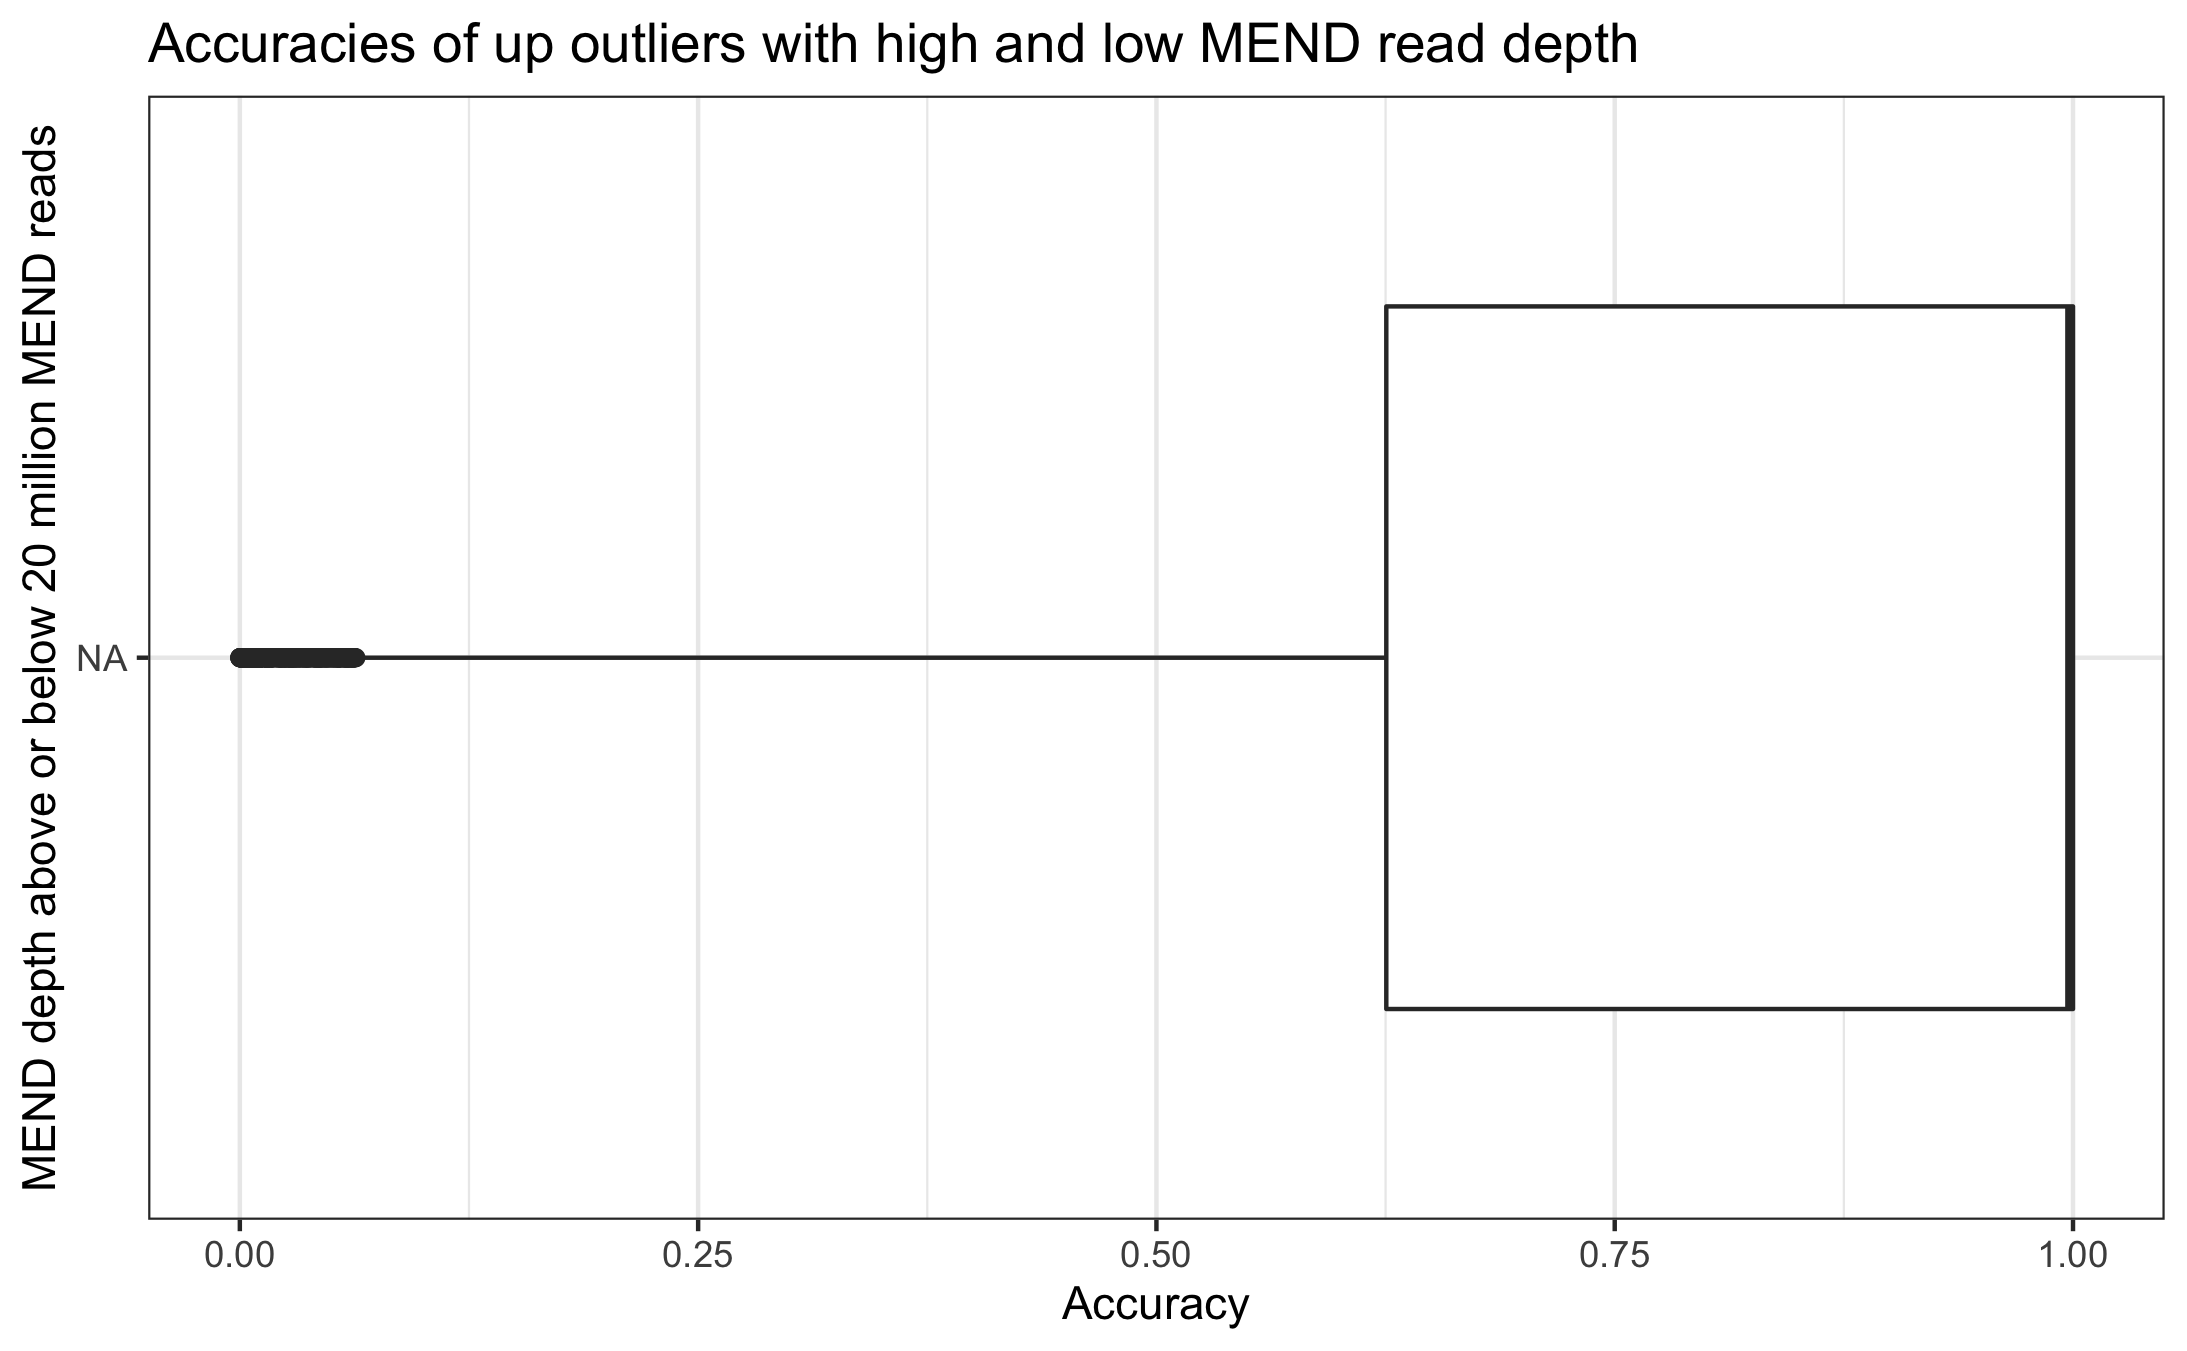 Accuracies of up outliers with high and low MEND read depth
MEND depth above or below 20 million MEND reads
NA
0.00
0.25
0.50
0.75
1.00
Accuracy